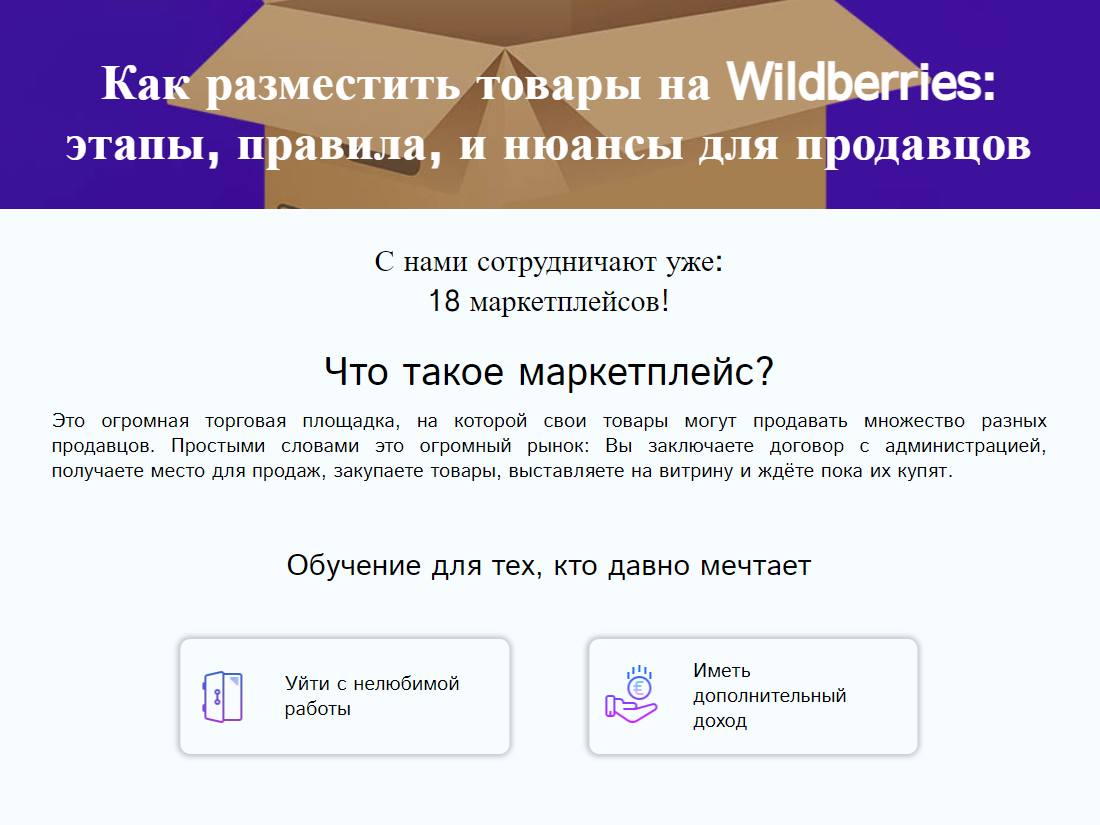 Как разместить товары на Wildberries:
этапы, правила, и нюансы для продавцов
С нами сотрудничают уже:
18 маркетплейсов!
Что такое маркетплейс?
Это огромная торговая площадка, на которой свои товары могут продавать множество разных
продавцов. Простыми словами это огромный рынок: Вы заключаете договор с администрацией,
получаете место для продаж, закупаете товары, выставляете на витрину и ждёте пока их купят.
Обучение для тех, кто давно мечтает
Уйти с нелюбимой
работы
Иметь
дополнительный
доход